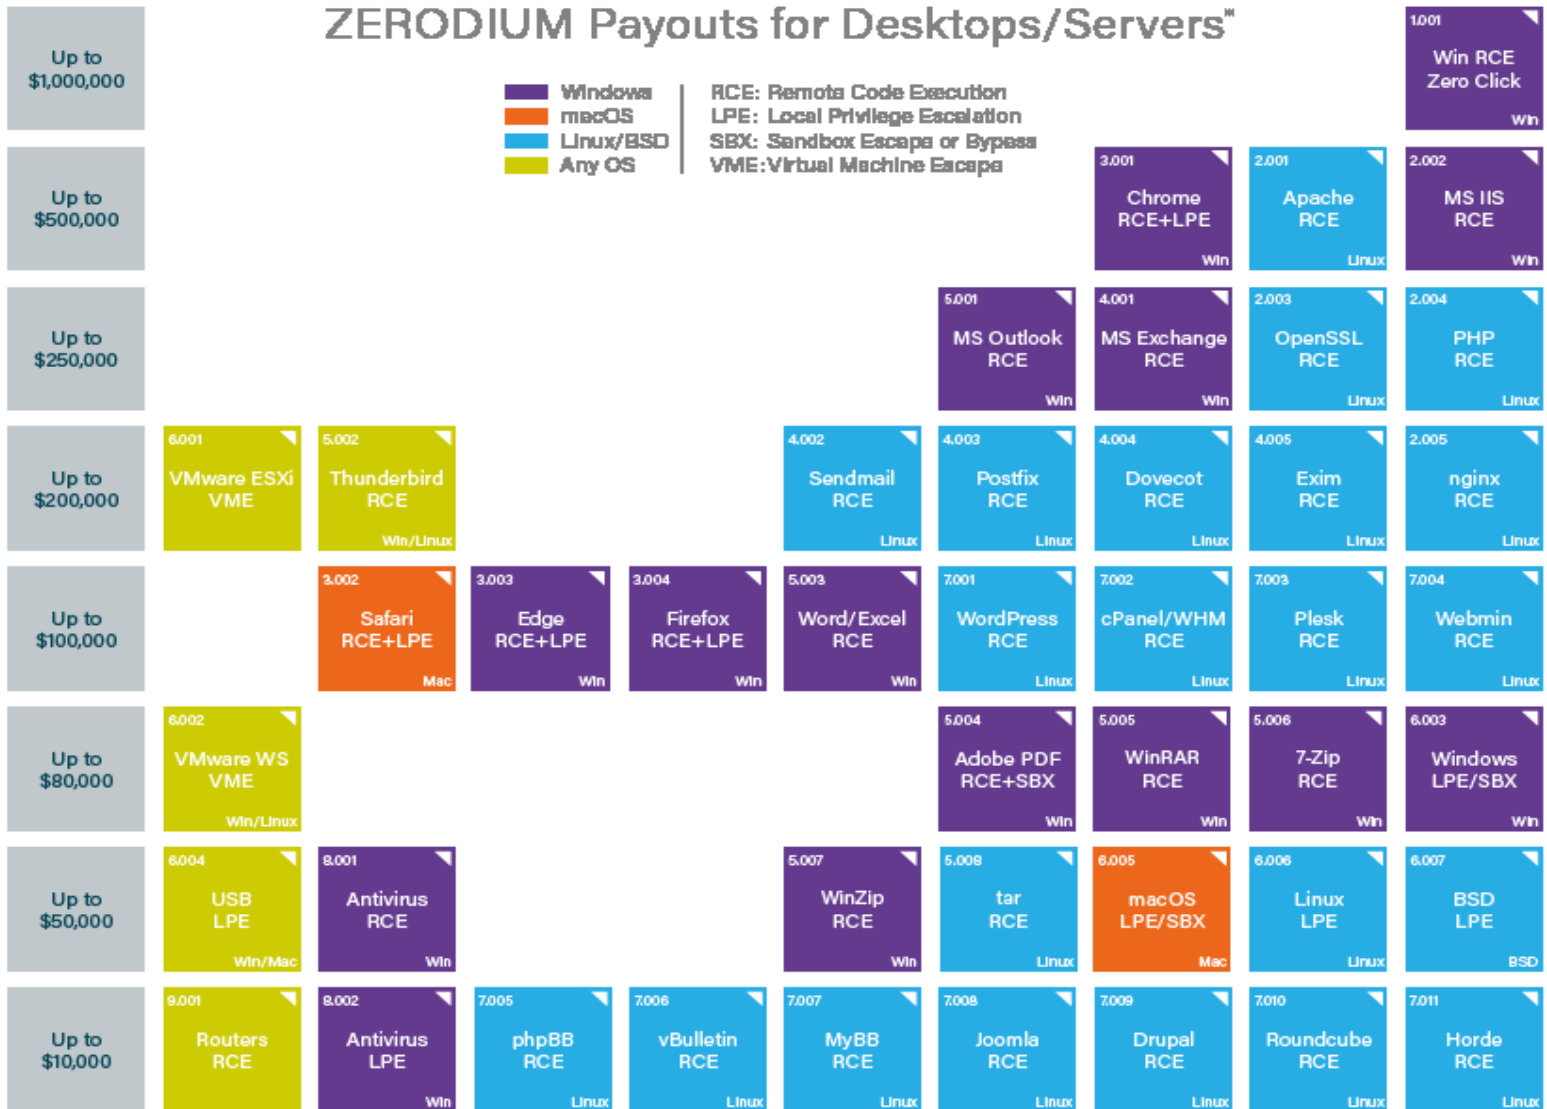 ZERODIUM Payouts for Desktops/Servers*
Windows
macOS
Linux/BSD
Any OS
RCE: Remote Code Execution
LPE: Local Privilege Escalation
SBX: Sandbox Escape or Bypass
VME: Virtual Machine Escape
Up to
$1,000,000
1.001
Win RCE
Zero Click
Win
Up to
$500,000
3.001
Chrome
RCE+LPE
Win
2.001
Apache
RCE
Linux
2.002
MS IIS
RCE
Win
Up to
$250,000
5.001
MS Outlook
RCE
Win
4.001
MS Exchange
RCE
Win
2.003
OpenSSL
RCE
Linux
2.004
PHP
RCE
Linux
Up to
$200,000
6.001
VMware ESXi
VME
5.002
Thunderbird
RCE
Win/Linux
4.002
Sendmail
RCE
Linux
4.003
Postfix
RCE
Linux
4.004
Dovecot
RCE
Linux
4.005
Exim
RCE
Linux
2.005
nginx
RCE
Linux
Up to
$100,000
3.002
Safari
RCE+LPE
Mac
3.003
Edge
RCE+LPE
Win
3.004
Firefox
RCE+LPE
Win
5.003
Word/Excel
RCE
Win
7.001
WordPress
RCE
Linux
7.002
cPanel/WHM
RCE
Linux
7.003
Plesk
RCE
Linux
7.004
Webmin
RCE
Linux
Up to
$80,000
6.002
VMware WS
VME
Win/Linux
5.004
Adobe PDF
RCE+SBX
Win
5.005
WinRAR
RCE
Win
5.006
7-Zip
RCE
Win
6.003
Windows
LPE/SBX
Win
Up to
$50,000
6.004
USB
LPE
Win/Mac
8.001
Antivirus
RCE
Win
5.007
WinZip
RCE
Win
5.008
tar
RCE
Linux
6.005
macOS
LPE/SBX
Mac
6.006
Linux
LPE
Linux
6.007
BSD
LPE
BSD
Up to
$10,000
9.001
Routers
RCE
8.002
Antivirus
LPE
Win
7.005
phpBB
RCE
Linux
7.006
vBulletin
RCE
Linux
7.007
MyBB
RCE
Linux
7.008
Joomla
RCE
Linux
7.009
Drupal
RCE
Linux
7.010
Roundcube
RCE
Linux
7.011
Horde
RCE
Linux